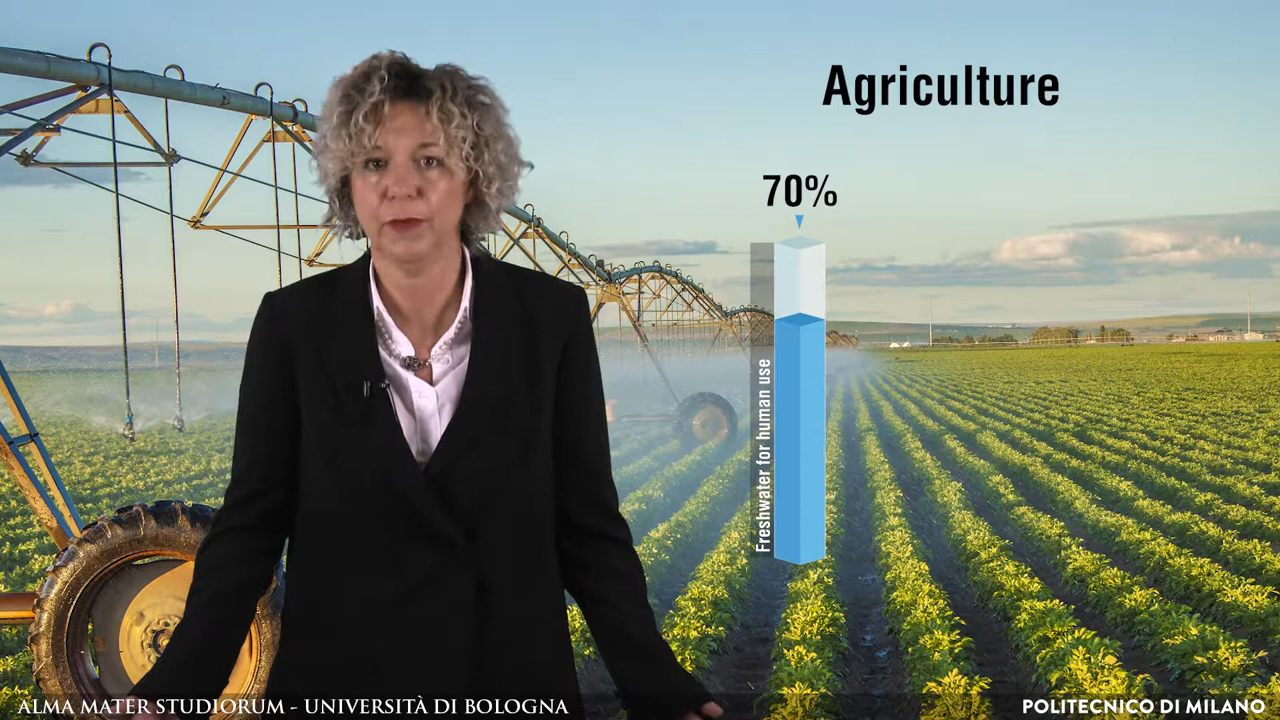 Agriculture
70%
Freshwater for human use
ALMA MATER STUDIORUM - UNIVERSITÀ DI BOLOGNA
POLITECNICO DI MILANO